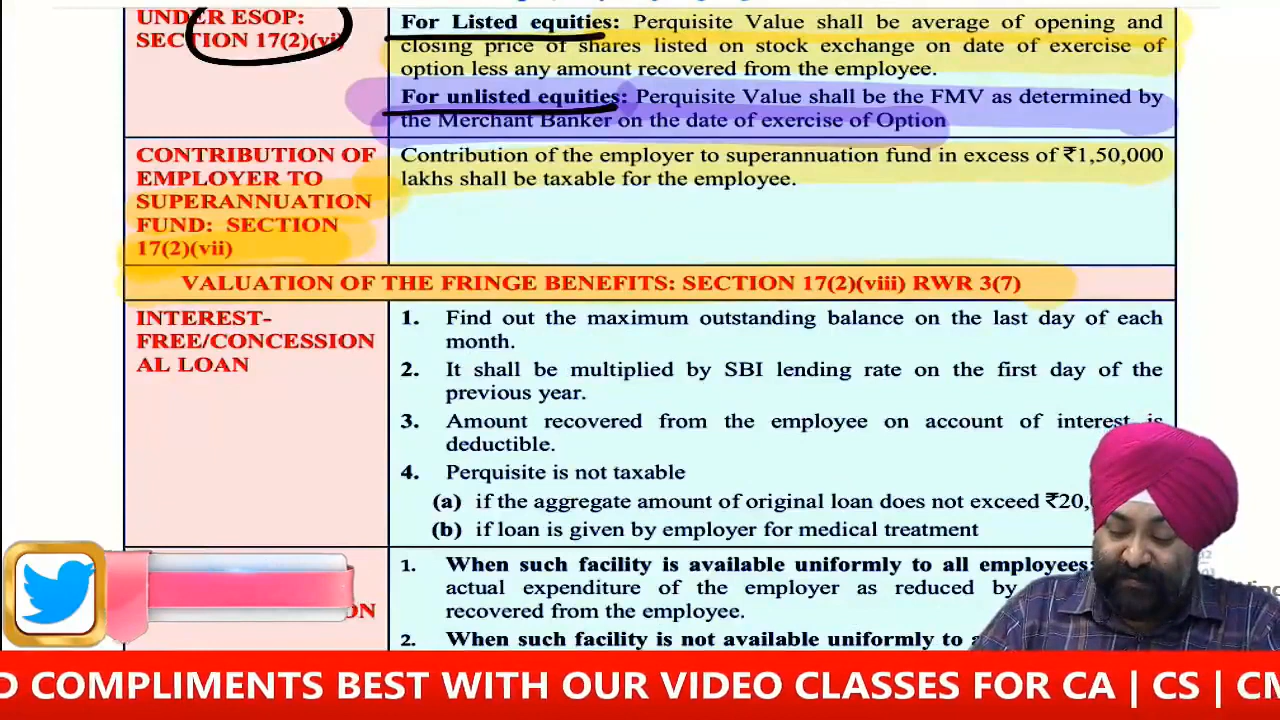 UNDER ESOP:
SECTION 17(2)(vi)
For Listed equities: Perquisite Value shall be average of opening and
closing price of shares listed on stock exchange on date of exercise of
option less any amount recovered from the employee.
For unlisted equities: Perquisite Value shall be the FMV as determined by
the Merchant Banker on the date of exercise of Option
CONTRIBUTION OF
EMPLOYER TO
SUPERANNUATION
FUND: SECTION
17(2)(vii)
Contribution of the employer to superannuation fund in excess of ₹1,50,000
lakhs shall be taxable for the employee.
VALUATION OF THE FRINGE BENEFITS: SECTION 17(2)(viii) RWR 3(7)
INTEREST-
FREE/CONCESSION
AL LOAN
1. Find out the maximum outstanding balance on the last day of each
month.
2. It shall be multiplied by SBI lending rate on the first day of the
previous year.
3. Amount recovered from the employee on account of interest is
deductible.
4. Perquisite is not taxable
(a) if the aggregate amount of original loan does not exceed ₹20,
(b) if loan is given by employer for medical treatment
ON
1. When such facility is available uniformly to all employees:
actual expenditure of the employer as reduced by
recovered from the employee.
2. When such facility is not available uniformly to
D COMPLIMENTS BEST WITH OUR VIDEO CLASSES FOR CA | CS | CM